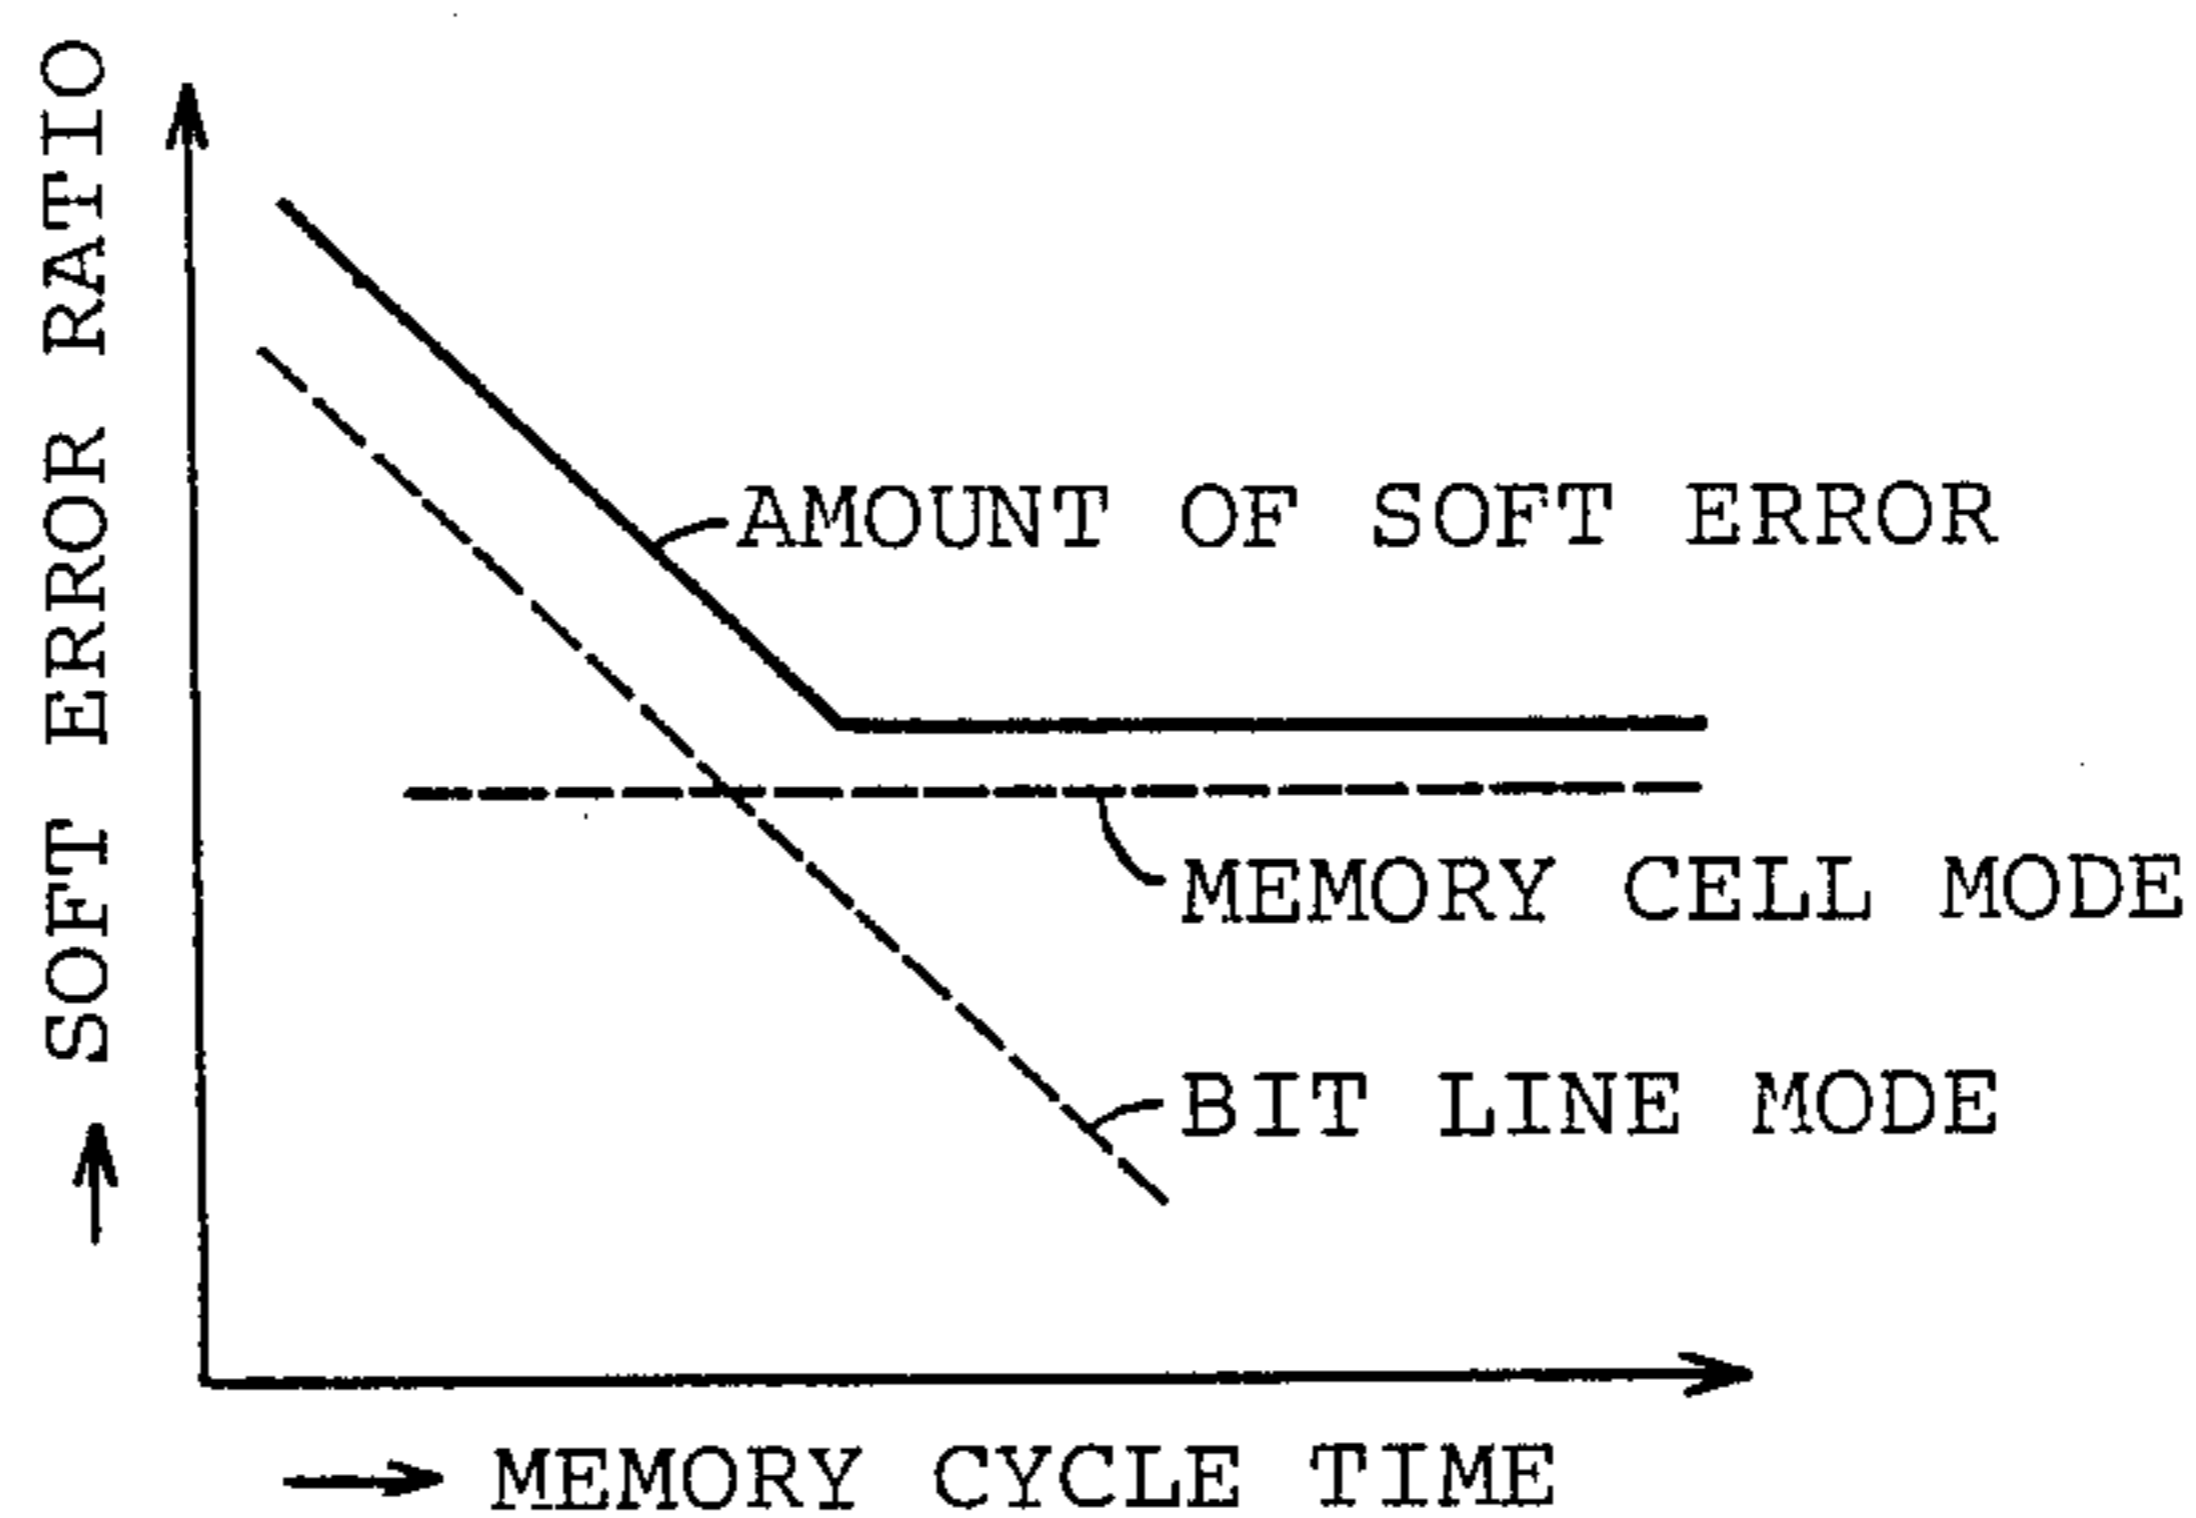 SOFT ERROR RATIO
AMOUNT OF SOFT ERROR
MEMORY CELL MODE
BIT LINE MODE
MEMORY CYCLE TIME